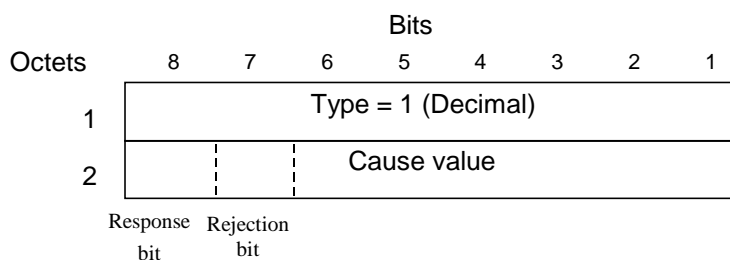 Bits
Octets 8 7 6 5 4 3 2 1
1 Type = 1 (Decimal)
2 Cause value
Response bit
Rejection bit